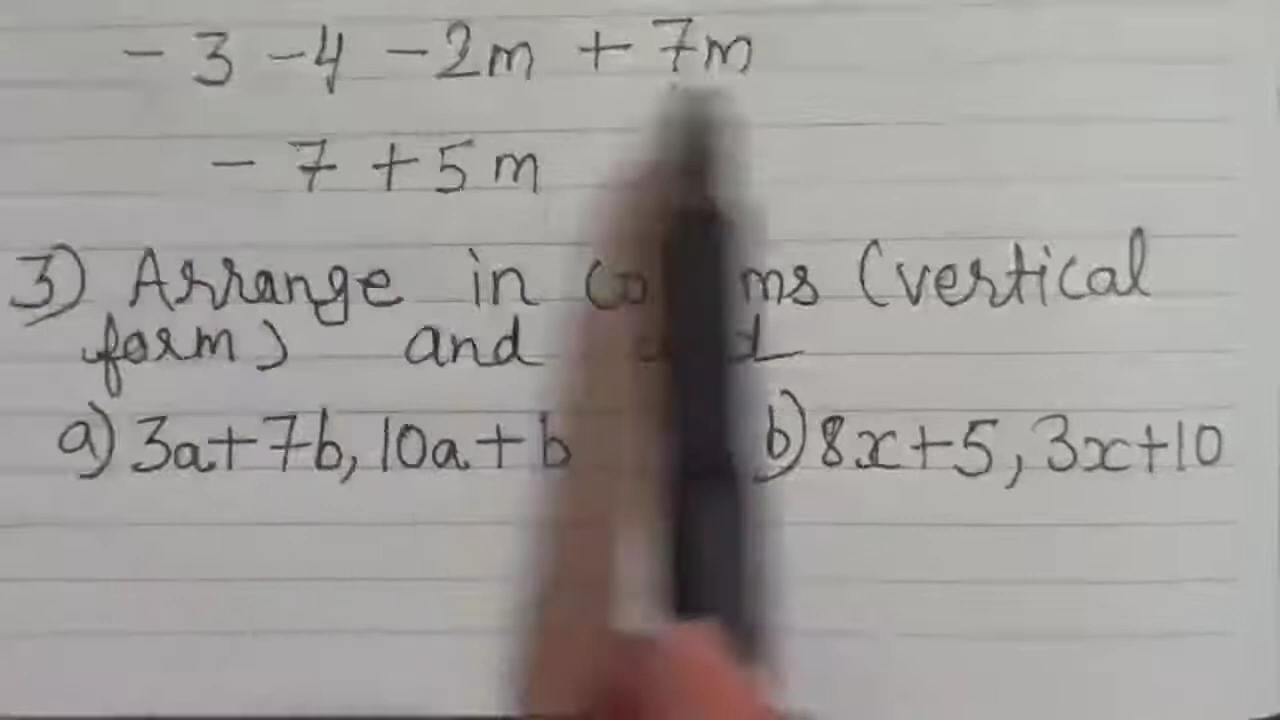 - 3 - 4 - 2m + 7m
- 7 + 5m
3) Arrange in (vertical
form) and
a) 3a+7b, 10a+b b) 8x+5, 3x+10